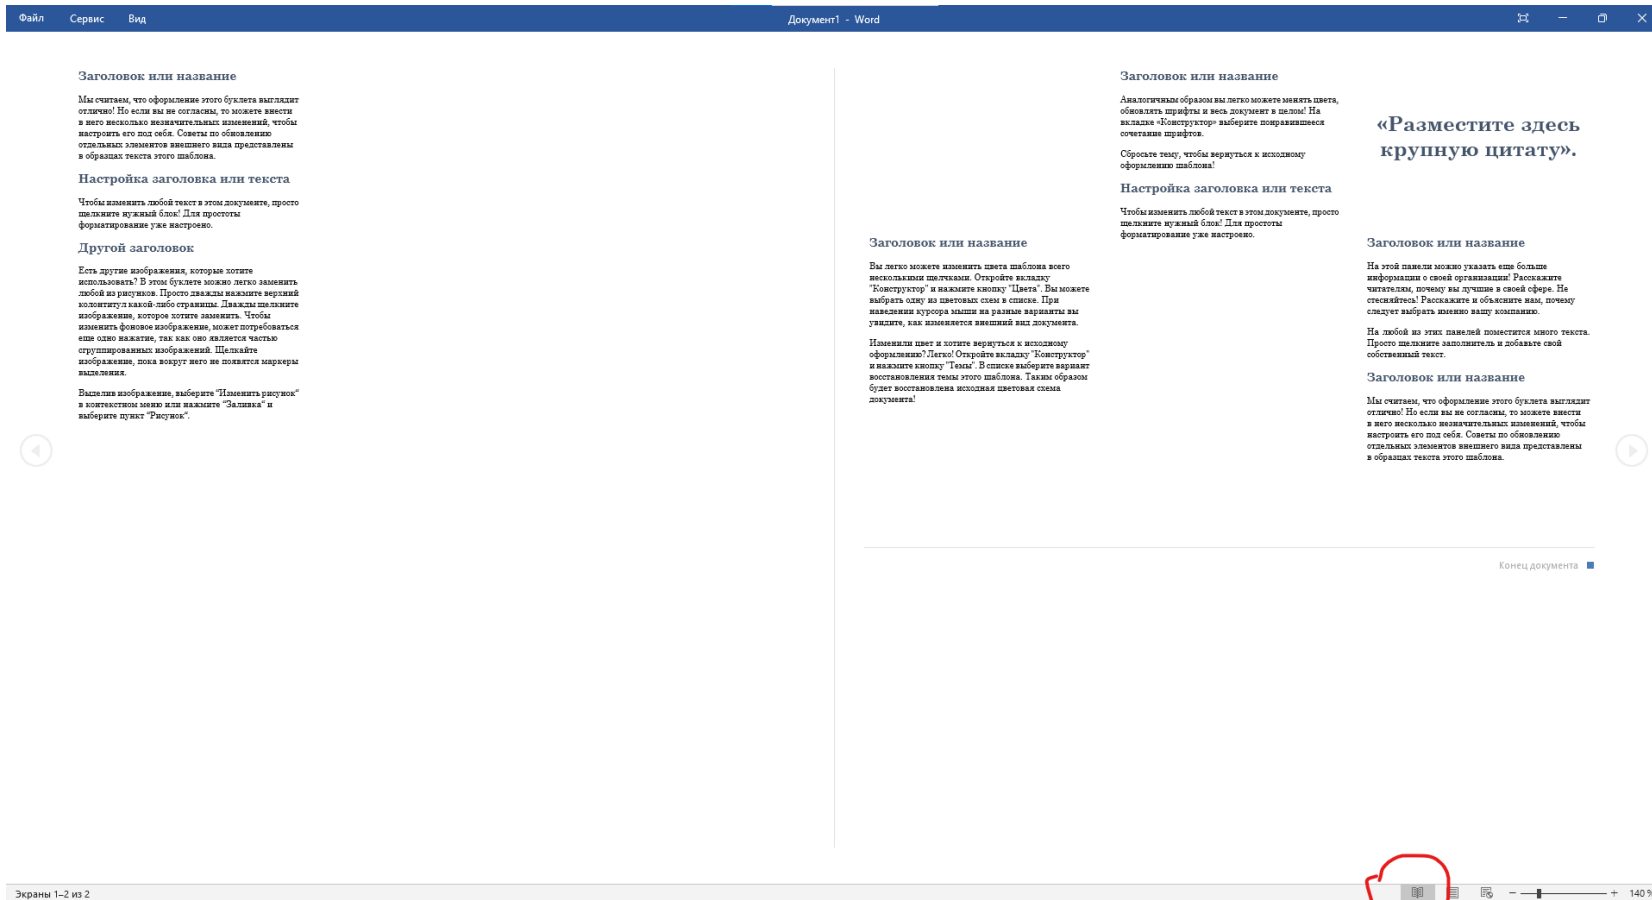 Файл Сервис Вид Документ1 - Word
Заголовок или название
Мы считаем, что оформление этого буклета выглядит
отлично! Но если вы не согласны, то можете внести
в него несколько незначительных изменений, чтобы
настроить его под себя. Советы по обновлению
отдельных элементов внешнего вида представлены
в образцах текста этого шаблона.
Настройка заголовка или текста
Чтобы изменить любой текст в этом документе, просто
щелкните нужный блок! Для простоты
форматирование уже настроено.
Другой заголовок
Есть другие изображения, которые хотите
использовать? В этом буклете можно легко заменить
любой из рисунков. Просто дважды нажмите верхний
колонтитул какой-либо страницы. Дважды щелкните
изображение, которое хотите заменить. Чтобы
изменить фоновое изображение, может потребоваться
еще одно нажатие, так как оно является частью
сгруппированных изображений. Щелкайте
изображение, пока вокруг него не появятся маркеры
выделения.
Выделив изображение, выберите “Изменить рисунок”
в контекстном меню или нажмите “Заливка” и
выберите пункт “Рисунок”.
Заголовок или название
Вы легко можете изменить цвета шаблона всего
несколькими щелчками. Откройте вкладку
"Конструктор" и нажмите кнопку "Цвета". Вы можете
выбрать одну из цветовых схем в списке. При
наведении курсора мыши на разные варианты вы
увидите, как изменяется внешний вид документа.
Изменили цвет и хотите вернуться к исходному
оформлению? Легко! Откройте вкладку "Конструктор"
и нажмите кнопку "Темы". В списке выберите вариант
восстановления темы этого шаблона. Таким образом
будет восстановлена исходная цветовая схема
документа!
Заголовок или название
Аналогичным образом вы легко можете менять цвета,
обновлять шрифты и весь документ в целом! На
вкладке «Конструктор» выберите понравившееся
сочетание шрифтов.
Сбросьте тему, чтобы вернуться к исходному
оформлению шаблона!
Настройка заголовка или текста
Чтобы изменить любой текст в этом документе, просто
щелкните нужный блок! Для простоты
форматирование уже настроено.
«Разместите здесь
крупную цитату».
Заголовок или название
На этой панели можно указать еще больше
информации о своей организации! Расскажите
читателям, почему вы лучшие в своей сфере. Не
стесняйтесь! Расскажите и объясните нам, почему
следует выбрать именно вашу компанию.
На любой из этих панелей поместится много текста.
Просто щелкните заполнитель и добавьте свой
собственный текст.
Заголовок или название
Мы считаем, что оформление этого буклета выглядит
отлично! Но если вы не согласны, то можете внести
в него несколько незначительных изменений, чтобы
настроить его под себя. Советы по обновлению
отдельных элементов внешнего вида представлены
в образцах текста этого шаблона.
Конец документа
Экраны 1–2 из 2 140 %